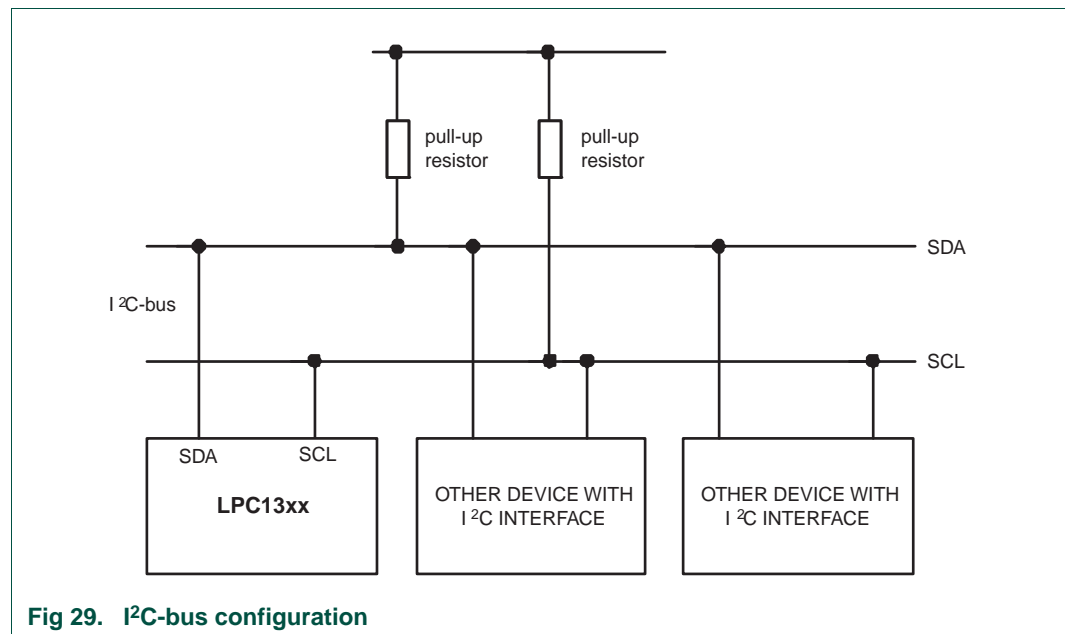 pull-up
resistor
pull-up
resistor
SDA
I ²C-bus
SCL
SDA
SCL
LPC13xx
OTHER DEVICE WITH
I ²C INTERFACE
OTHER DEVICE WITH
I ²C INTERFACE
Fig 29. I²C-bus configuration